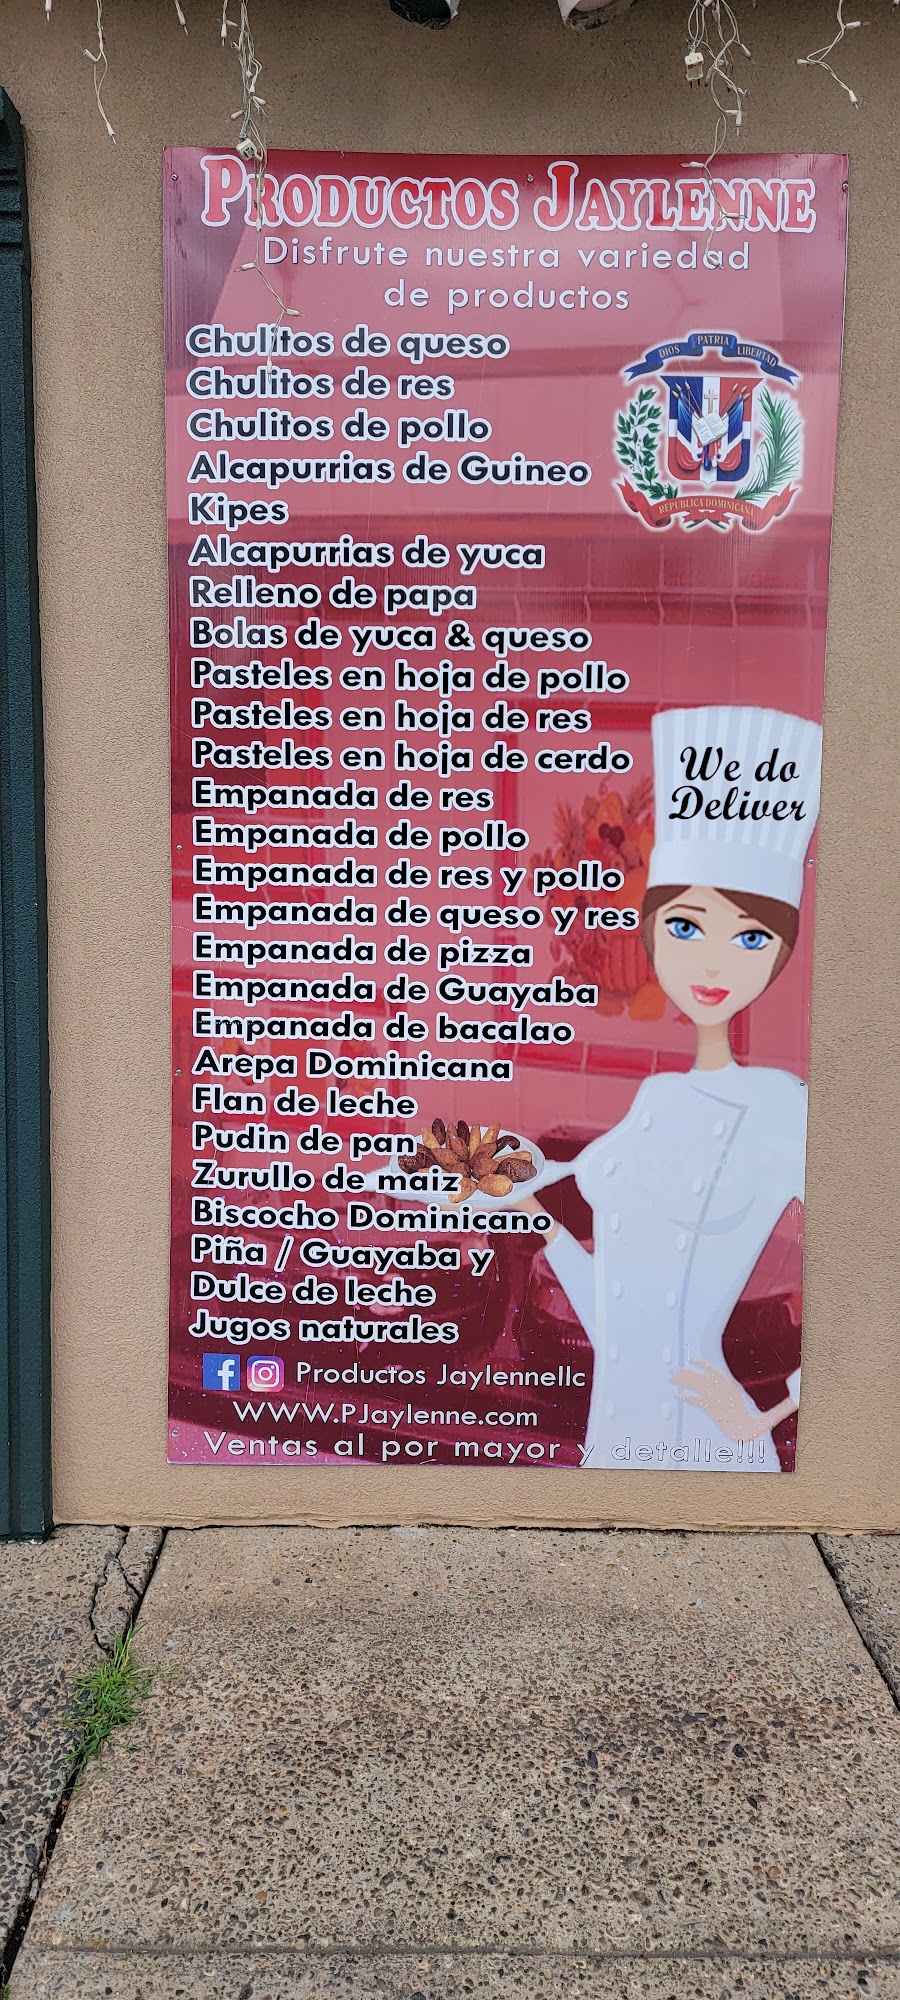 PRODUCTOS JAYLENNE
Disfrute nuestra variedad
de productos
Chulitos de queso
Chulitos de res
Chulitos de pollo
Alcapurrias de Guineo
Kipes
Alcapurrias de yuca
Relleno de papa
Bolas de yuca & queso
Pasteles en hoja de pollo
Pasteles en hoja de res
Pasteles en hoja de cerdo
Empanada de res
Empanada de pollo
Empanada de res y pollo
Empanada de queso y res
Empanada de pizza
Empanada de Guayaba
Empanada de bacalao
Arepa Dominicana
Flan de leche
Pudin de pan
Zurullo de maiz
Biscocho Dominicano
Piña / Guayaba y
Dulce de leche
Jugos naturales
Productos Jaylennellc
WWW.PJaylenne.com
Ventas al por mayor y detalle!!!
DIOS PATRIA LIBERTAD
REPUBLICA DOMINICANA
We do
Deliver